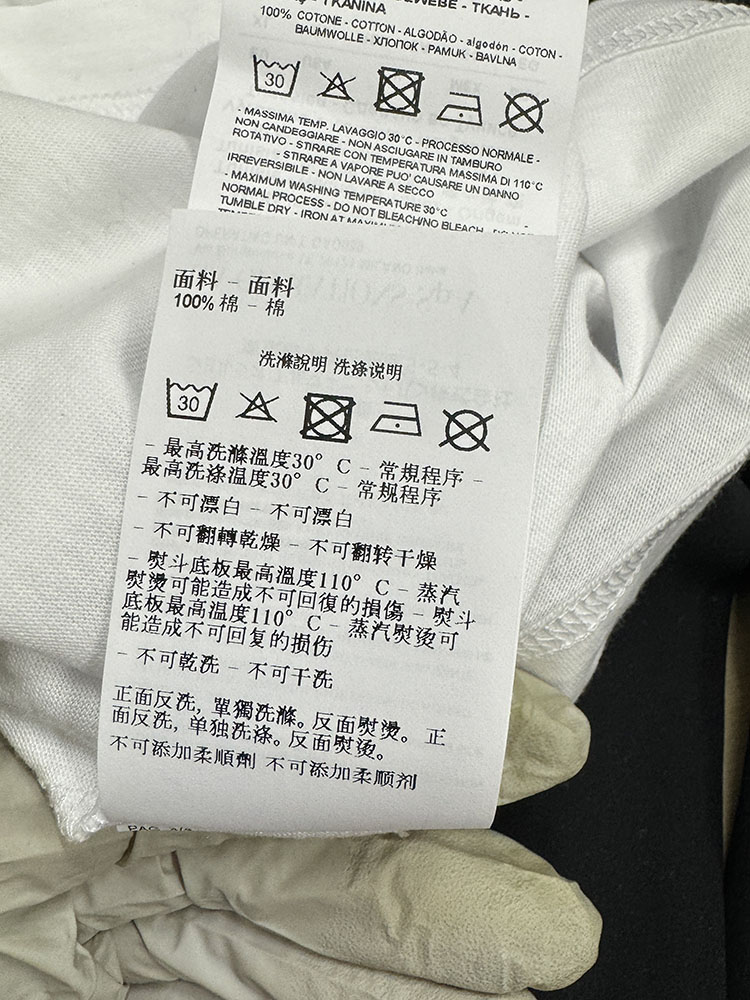 GEWEBE - ТКАНЬ -
- TKANINA
100% COTONE - COTTON - ALGODÃO - algodón - COTON -
BAUMWOLLE - ХЛОПОК - PAMUK - BAVLNA
30
- MASSIMA TEMP. LAVAGGIO 30°C - PROCESSO NORMALE -
NON CANDEGGIARE - NON ASCIUGARE IN TAMBURO
ROTATIVO - STIRARE CON TEMPERATURA MASSIMA DI 110°C
- STIRARE A VAPORE PUO' CAUSARE UN DANNO
IRREVERSIBILE - NON LAVARE A SECCO
- MAXIMUM WASHING TEMPERATURE 30°C -
NORMAL PROCESS - DO NOT BLEACH/NO BLEACH - DO NOT
TUMBLE DRY - IRON AT MAXIMUM
面料 - 面料
100% 棉 - 棉
洗滌說明 洗涤说明
30
- 最高洗滌溫度30° C - 常規程序 -
最高洗涤温度30° C - 常规程序
- 不可漂白 - 不可漂白
- 不可翻轉乾燥 - 不可翻转干燥
- 熨斗底板最高溫度110° C - 蒸汽
熨燙可能造成不可回復的損傷 - 熨斗
底板最高温度110° C - 蒸汽熨烫可
能造成不可回复的损伤
- 不可乾洗 - 不可干洗
正面反洗, 單獨洗滌。反面熨燙。 正
面反洗, 单独洗涤。反面熨烫。
不可添加柔順劑 不可添加柔顺剂